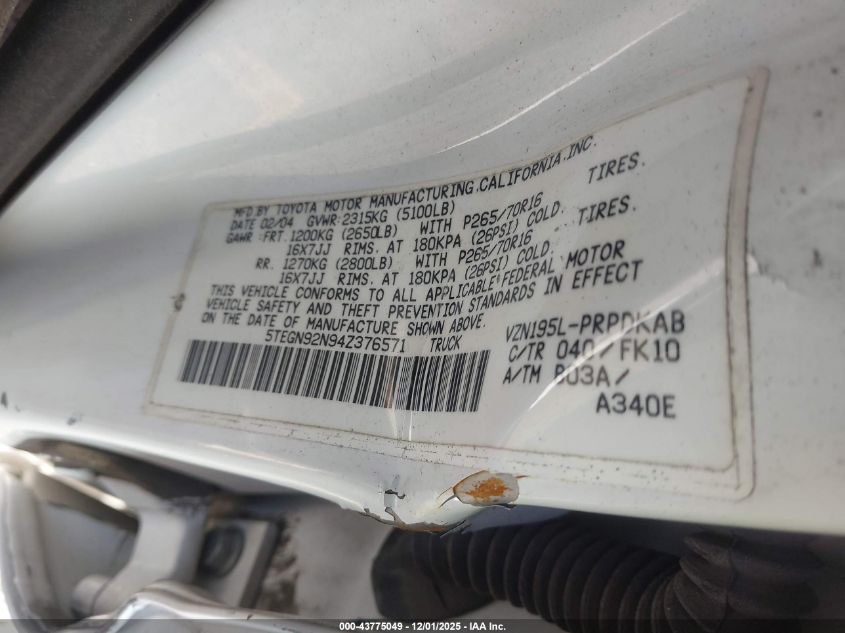 MFD BY TOYOTA MOTOR MANUFACTURING,CALIFORNIA,INC.
DATE 02/04 GVWR:2315KG (5100LB)
GAWR :FRT. 1200KG (2650LB) WITH P265/70R16 TIRES.
16X7JJ RIMS. AT 180KPA (26PSI) COLD.
RR. 1270KG (2800LB) WITH P265/70R16 TIRES.
16X7JJ RIMS. AT 180KPA (26PSI) COLD.
THIS VEHICLE CONFORMS TO ALL APPLICABLE FEDERAL MOTOR
VEHICLE SAFETY AND THEFT PREVENTION STANDARDS IN EFFECT
ON THE DATE OF MANUFACTURE SHOWN ABOVE.
5TEGN92N94Z376571 TRUCK
VZN195L-PRPDKAB
C/TR 040/FK10
A/TM B03A/
A340E
000-43775049 - 12/01/2025 - IAA Inc.